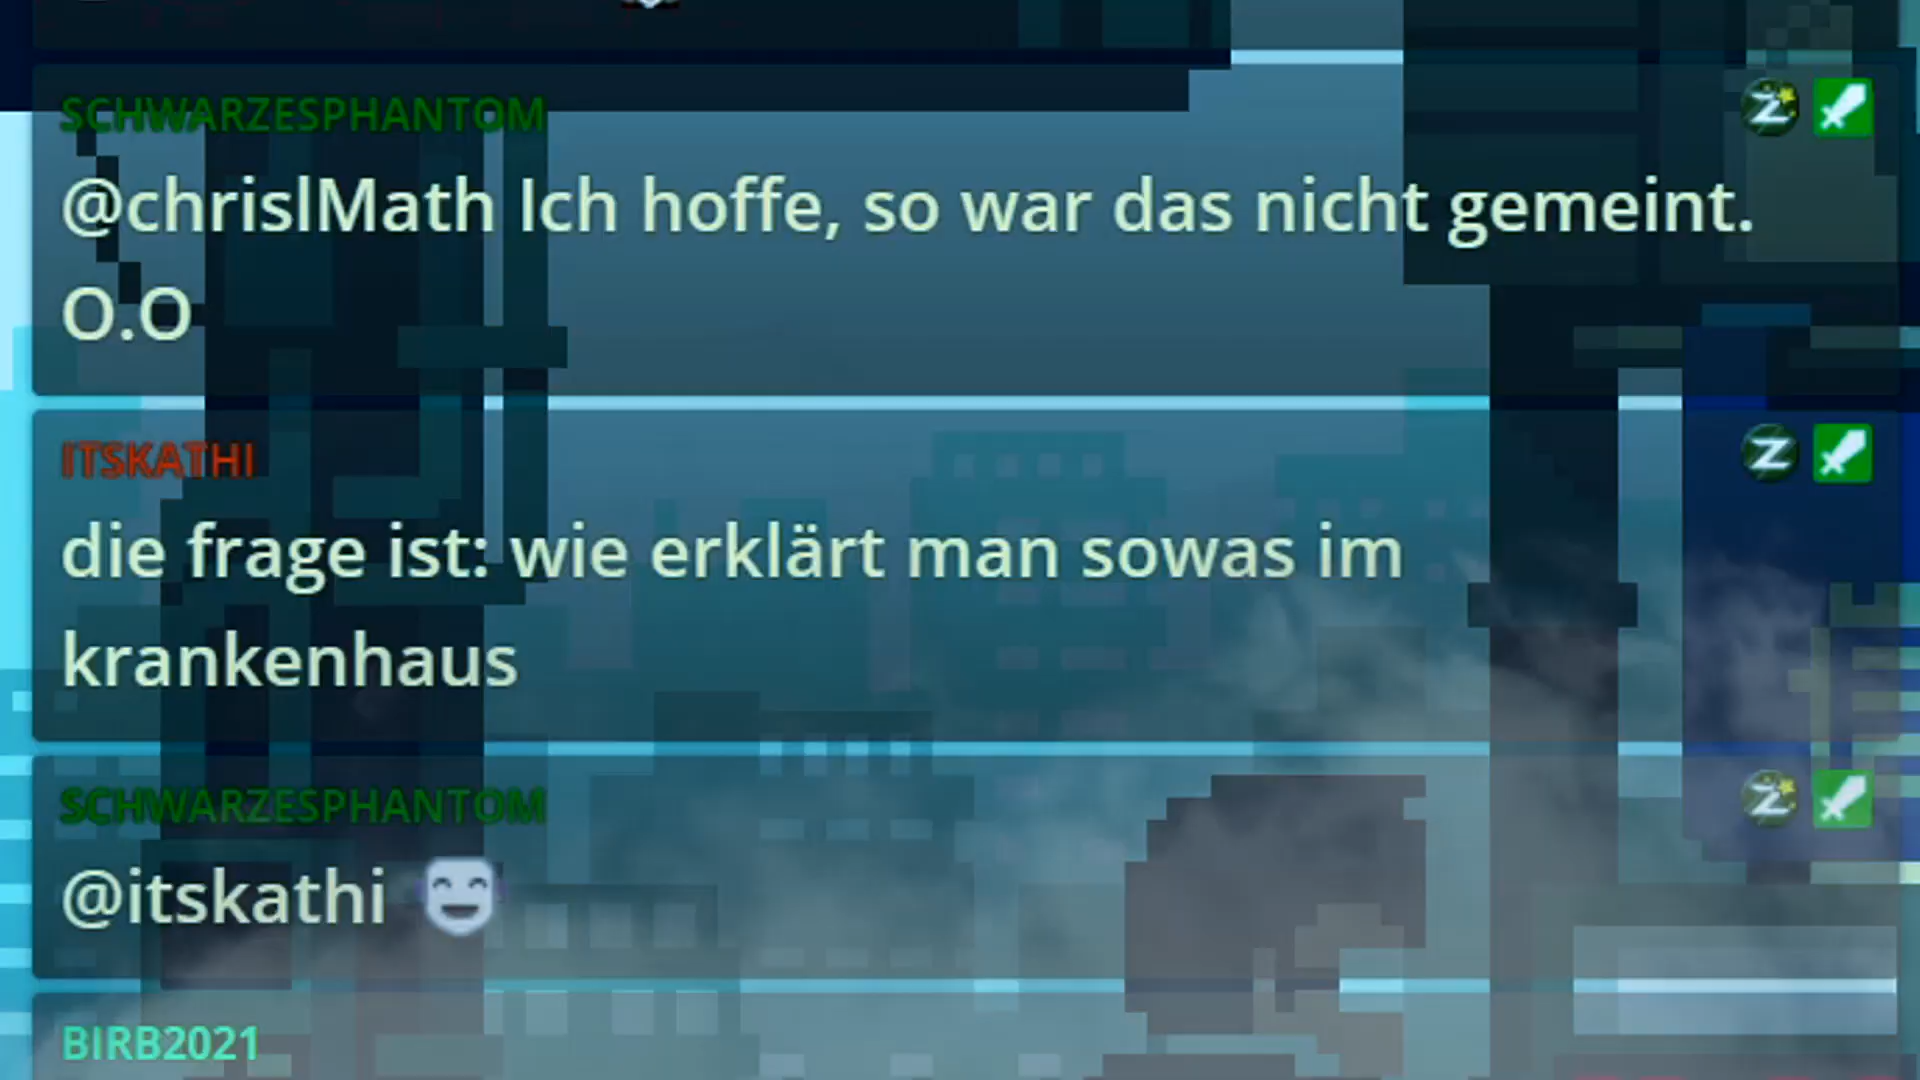 SCHWARZESPHANTOM
@chrislMath Ich hoffe, so war das nicht gemeint.
O.O
ITSKATHI
die frage ist: wie erklärt man sowas im
krankenhaus
SCHWARZESPHANTOM
@itskathi
BIRB2021